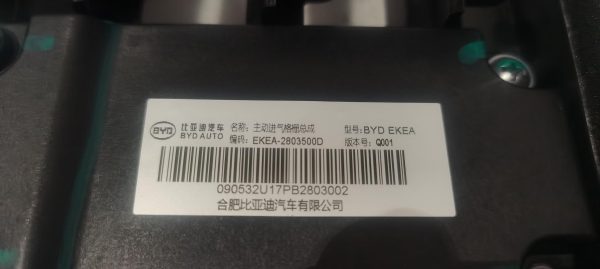 BYD 比亚迪汽车 名称: 主动进气格栅总成 型号: BYD EKEA
BYD AUTO 编码: EKEA-2803500D 版本号: Q001
090532U17PB2803002
合肥比亚迪汽车有限公司